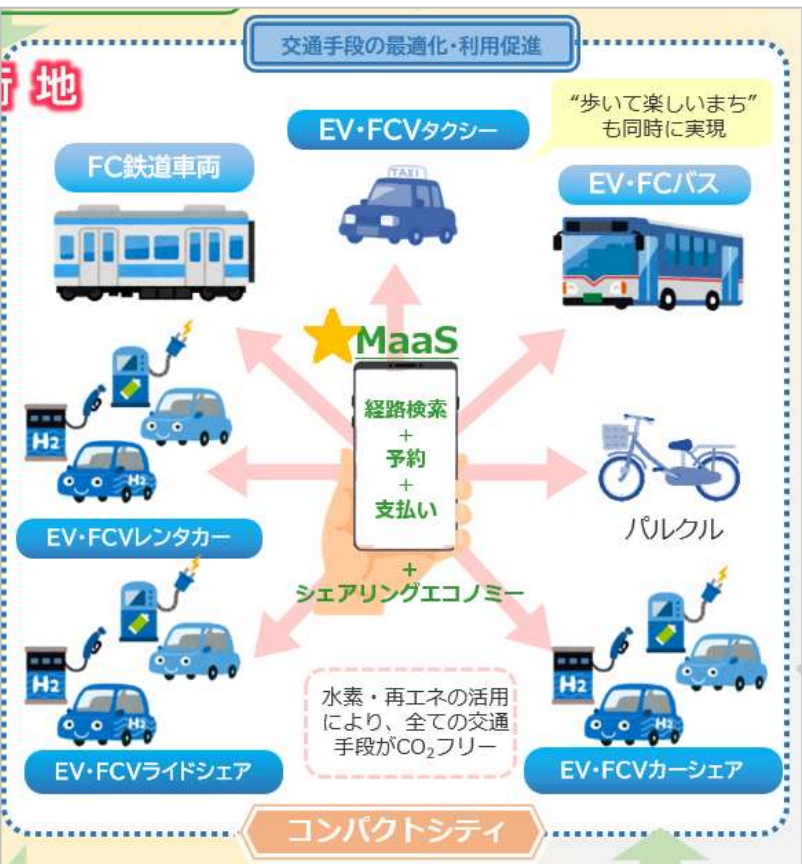 交通手段の最適化・利用促進
街地
“歩いて楽しいまち”
も同時に実現
EV・FCVタクシー
FC鉄道車両
EV・FCバス
TAXI
MaaS
経路検索
+
予約
+
支払い
+
シェアリングエコノミー
H2
H2
EV・FCVレンタカー
パルクル
H2
H2
EV・FCVライドシェア
水素・再エネの活用
により、全ての交通
手段がCO₂フリー
H2
H2
EV・FCVカーシェア
コンパクトシティ